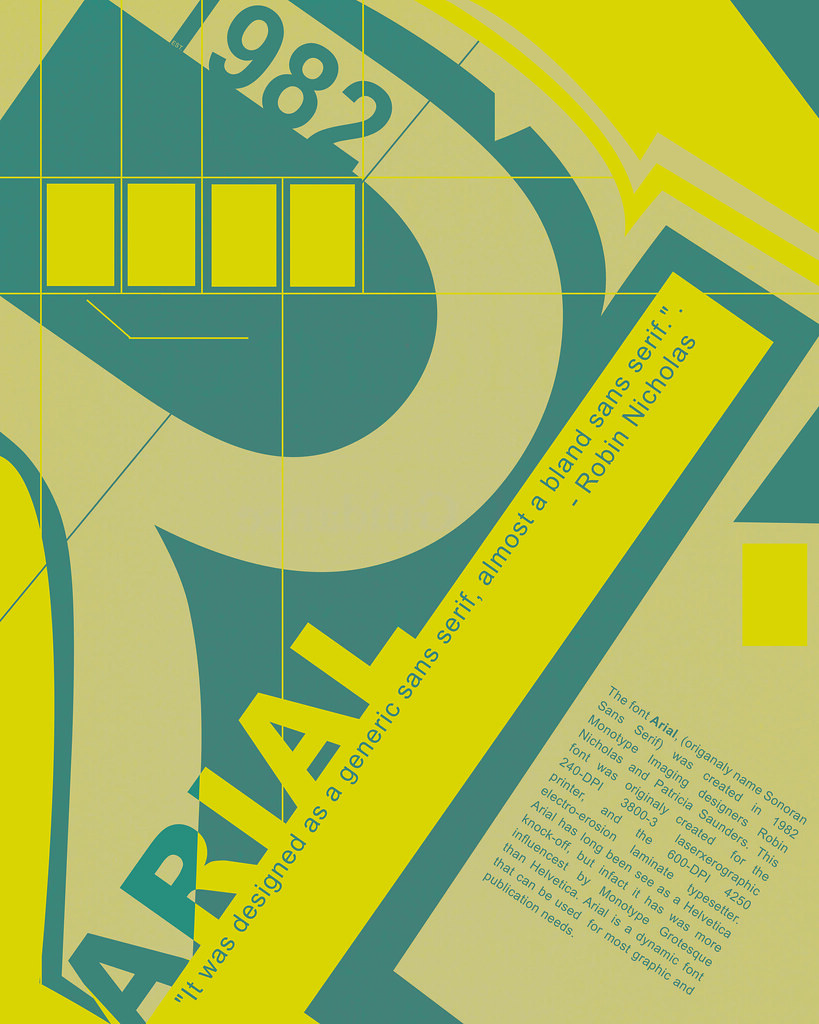 EST.
1982
ARIAL
"It was designed as a generic sans serif, almost a bland sans serif.".
- Robin Nicholas
The font Arial, (origanaly name Sonoran
Sans Serif) was created in 1982
Monotype Imaging designers Robin
Nicholas and Patricia Saunders. This
font was originaly created for the
240-DPI 3800-3 laserxerographic
printer, and the 600-DPI 4250
electro-erosion laminate typesetter.
Arial has long been see as a Helvetica
knock-off, but infact it has was more
influencest by Monotype Grotesque
than Helvetica. Arial is a dynamic font
that can be used for most graphic and
publication needs.